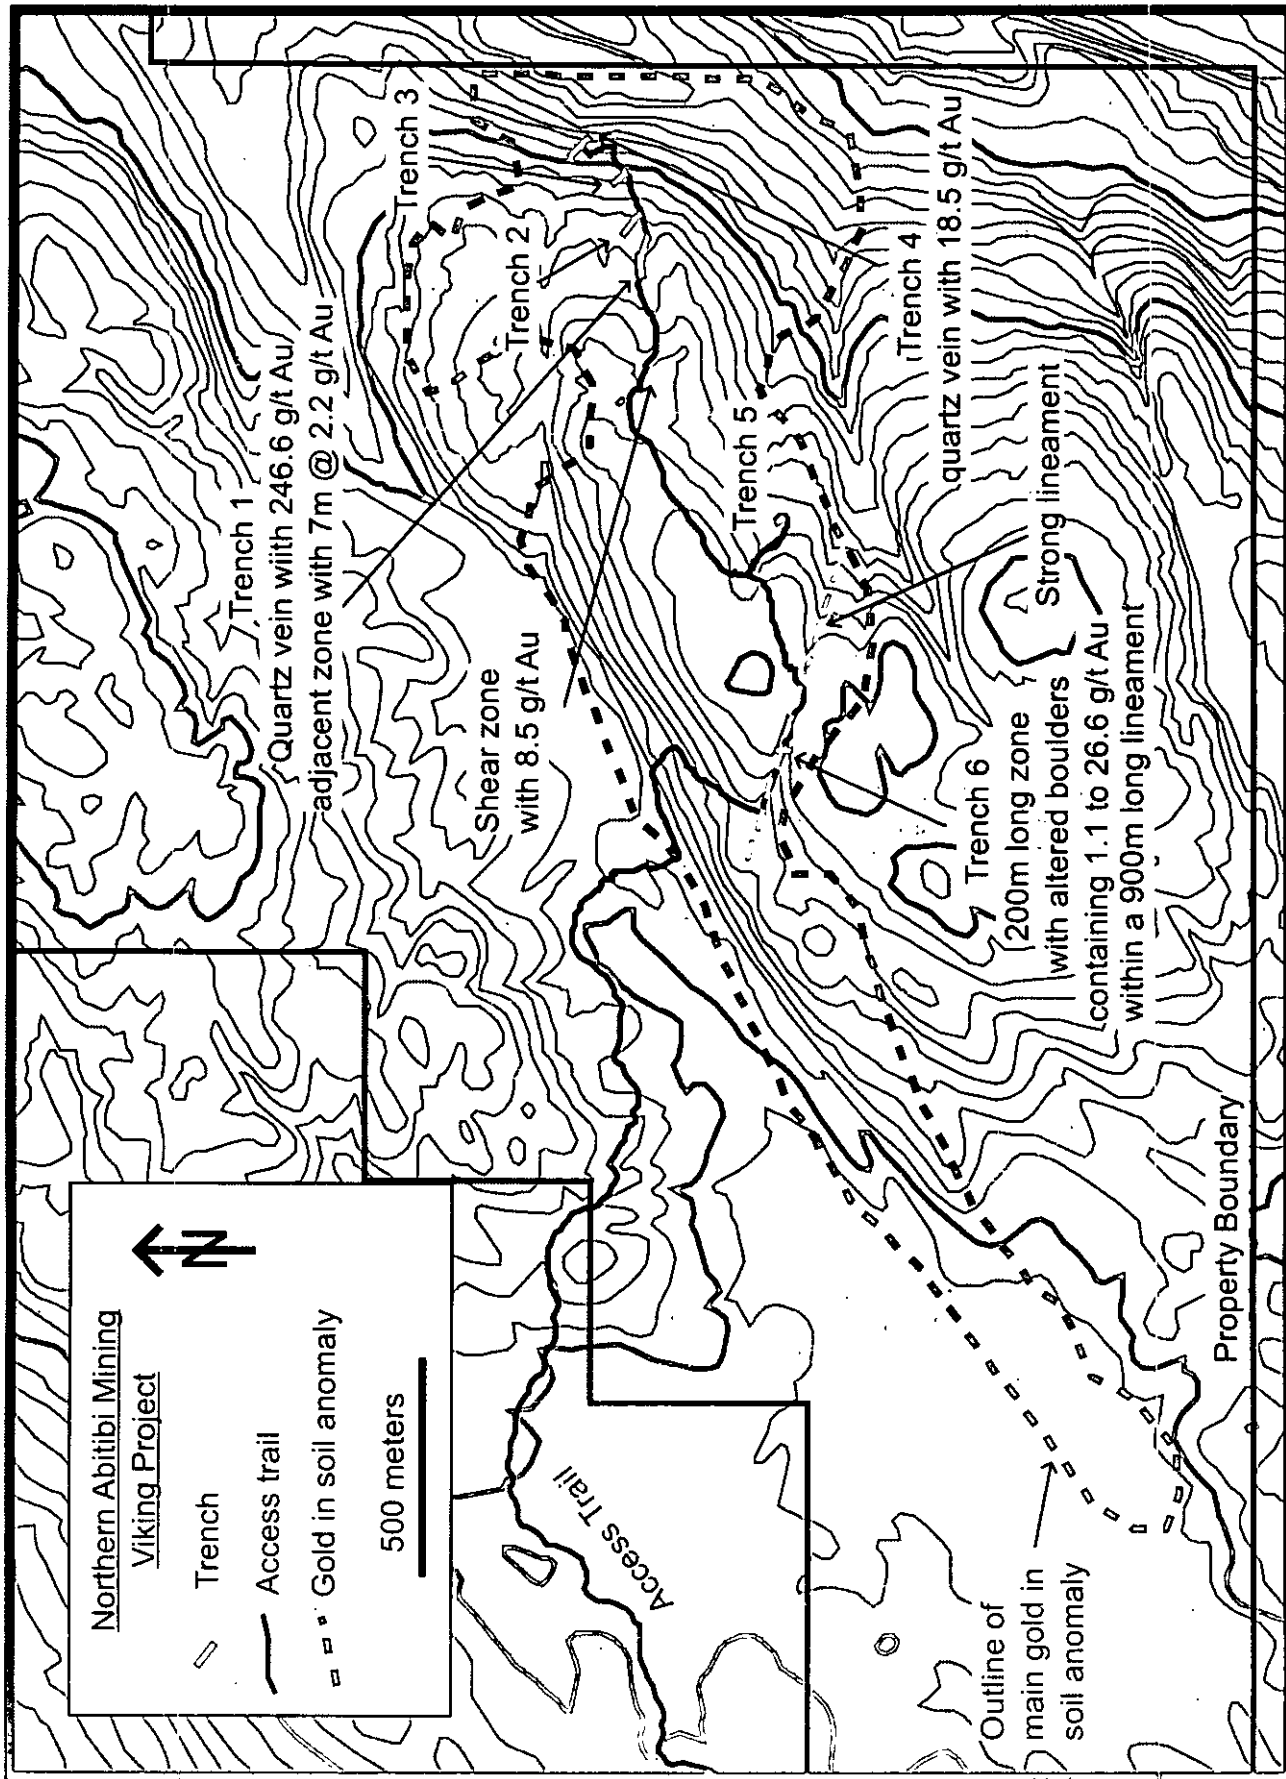 Northern Abitibi Mining
Viking Project
N
Trench
Access trail
Gold in soil anomaly
500 meters
Trench 1
Quartz vein with 246.6 g/t Au
adjacent zone with 7m @ 2.2 g/t Au
Trench 3
Trench 2
Shear zone
with 8.5 g/t Au
Trench 5
Trench 4
quartz vein with 18.5 g/t Au
Strong lineament
Trench 6
200m long zone
with altered boulders
containing 1.1 to 26.6 g/t Au
within a 900m long lineament
Access Trail
Outline of
main gold in
soil anomaly
Property Boundary